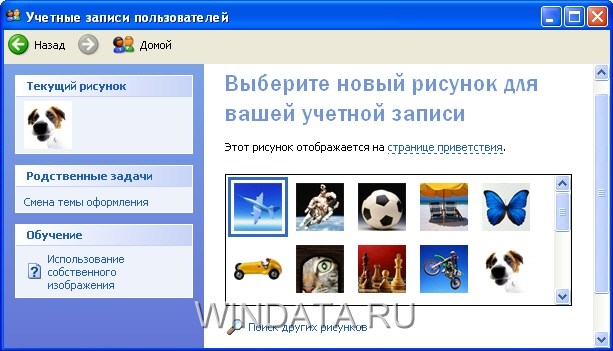 Учетные записи пользователей
Назад
Домой
Текущий рисунок
Родственные задачи
Смена темы оформления
Обучение
Использование
собственного
изображения
Выберите новый рисунок для
вашей учетной записи
Этот рисунок отображается на странице приветствия.
WINDATA.RU
Поиск других рисунков